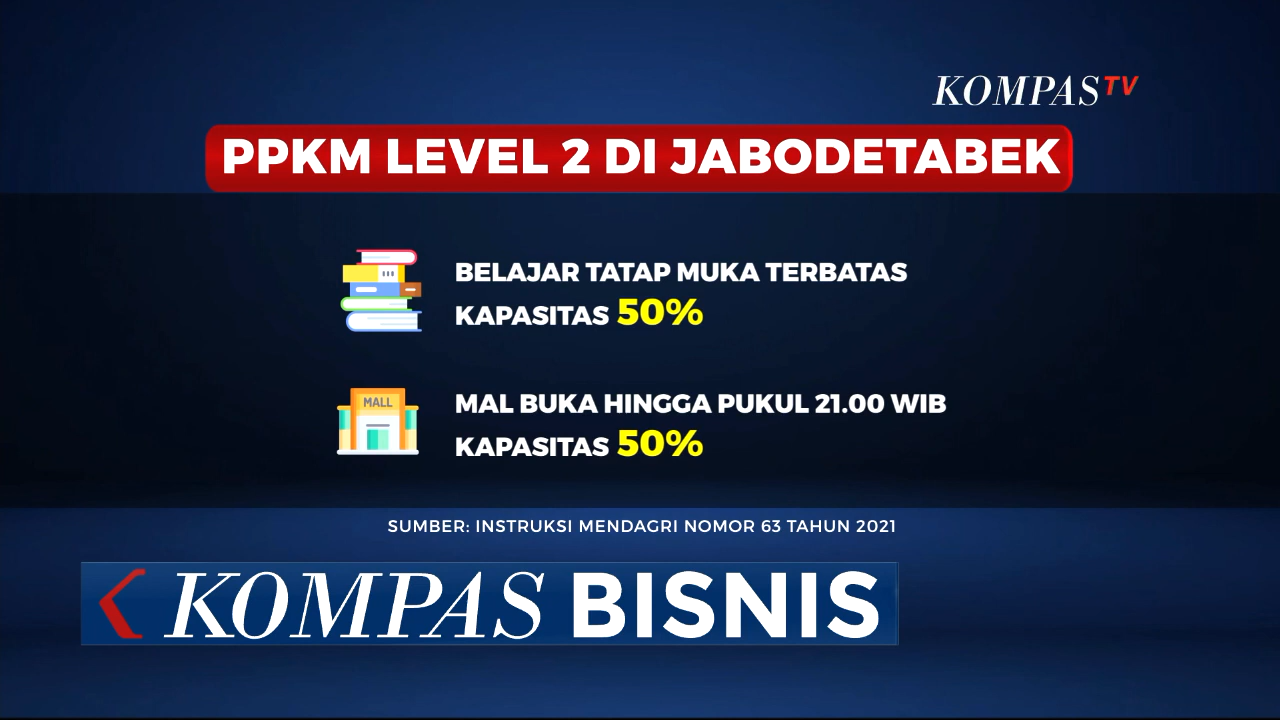 KOMPASTV
PPKM LEVEL 2 DI JABODETABEK
BELAJAR TATAP MUKA TERBATAS
KAPASITAS 50%
MALL
MAL BUKA HINGGA PUKUL 21.00 WIB
KAPASITAS 50%
SUMBER: INSTRUKSI MENDAGRI NOMOR 63 TAHUN 2021
KOMPAS BISNIS